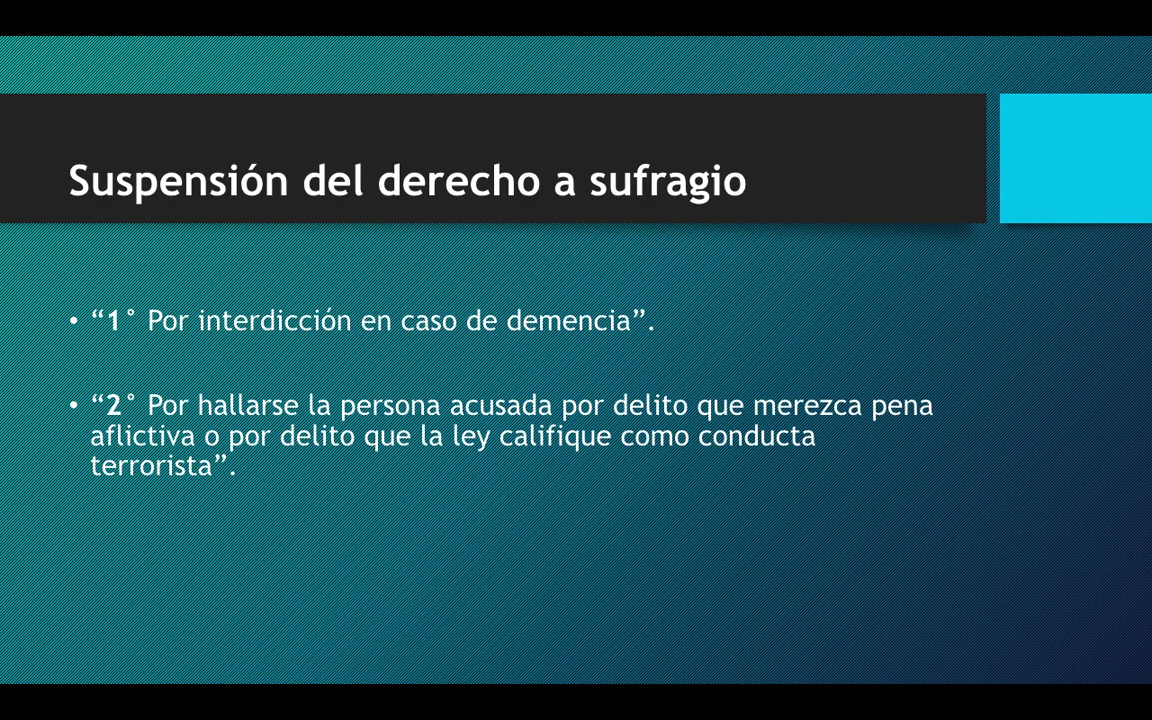 Suspensión del derecho a sufragio
• “1° Por interdicción en caso de demencia”.
• “2° Por hallarse la persona acusada por delito que merezca pena
aflictiva o por delito que la ley califique como conducta
terrorista”.